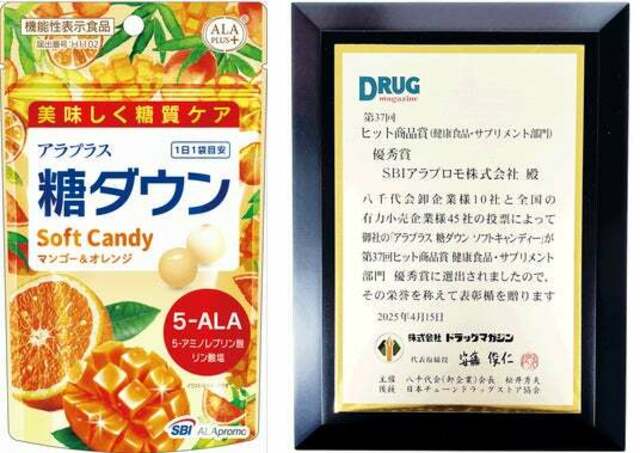 機能性表示食品
届出番号:H1102
ALA
PLUS+
美味しく糖質ケア
アラプラス
1日1袋目安
糖ダウン
Soft Candy
マンゴー&オレンジ
5-ALA
5-アミノレブリン酸
リン酸塩
SBI ALApromo
DRUG
magazine
第37回
ヒット商品賞(健康食品・サプリメント部門)
優秀賞
SBIアラプロモ株式会社 殿
八千代会卸企業様10社と全国の
有力小売企業様45社の投票によって
御社の「アラプラス 糖ダウン ソフトキャンディー」が
第37回ヒット商品賞 健康食品・サプリメント
部門 優秀賞に選出されましたので、
その栄誉を称えて表彰楯を贈ります
2025年4月15日
株式会社 ドラッグマガジン
代表取締役
主催 八千代会(卸企業)会長 松井秀夫
後援 日本チェーンドラッグストア協会